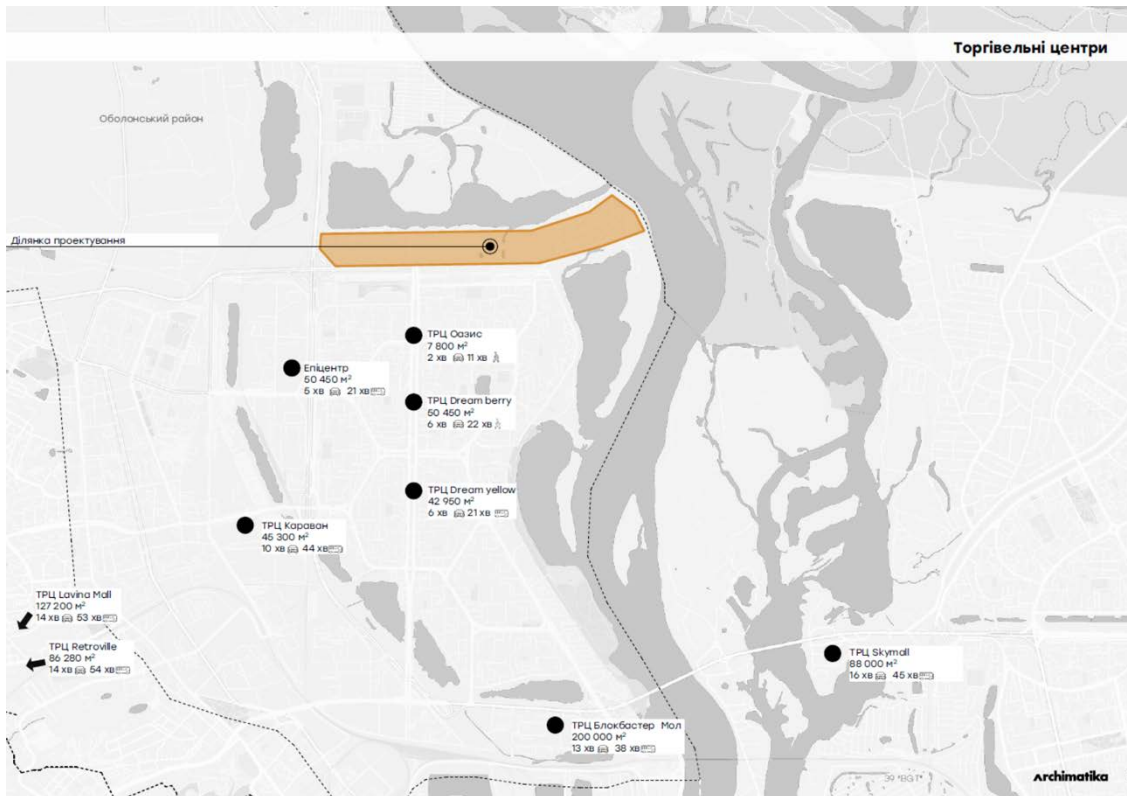 Торгівельні центри
Оболонський район
Ділянка проектування
ТРЦ Оазис
7 800 м²
2 хв 11 хв
Епіцентр
50 450 м²
5 хв 21 хв
ТРЦ Dream berry
50 450 м²
6 хв 22 хв
ТРЦ Dream yellow
42 950 м²
6 хв 21 хв
ТРЦ Караван
45 300 м²
10 хв 44 хв
ТРЦ Lavina Mall
127 200 м²
14 хв 53 хв
ТРЦ Retroville
86 280 м²
14 хв 54 хв
ТРЦ Skymall
88 000 м²
16 хв 45 хв
ТРЦ Блокбастер Мол
200 000 м²
13 хв 38 хв
39 "BGT"
Archimatika